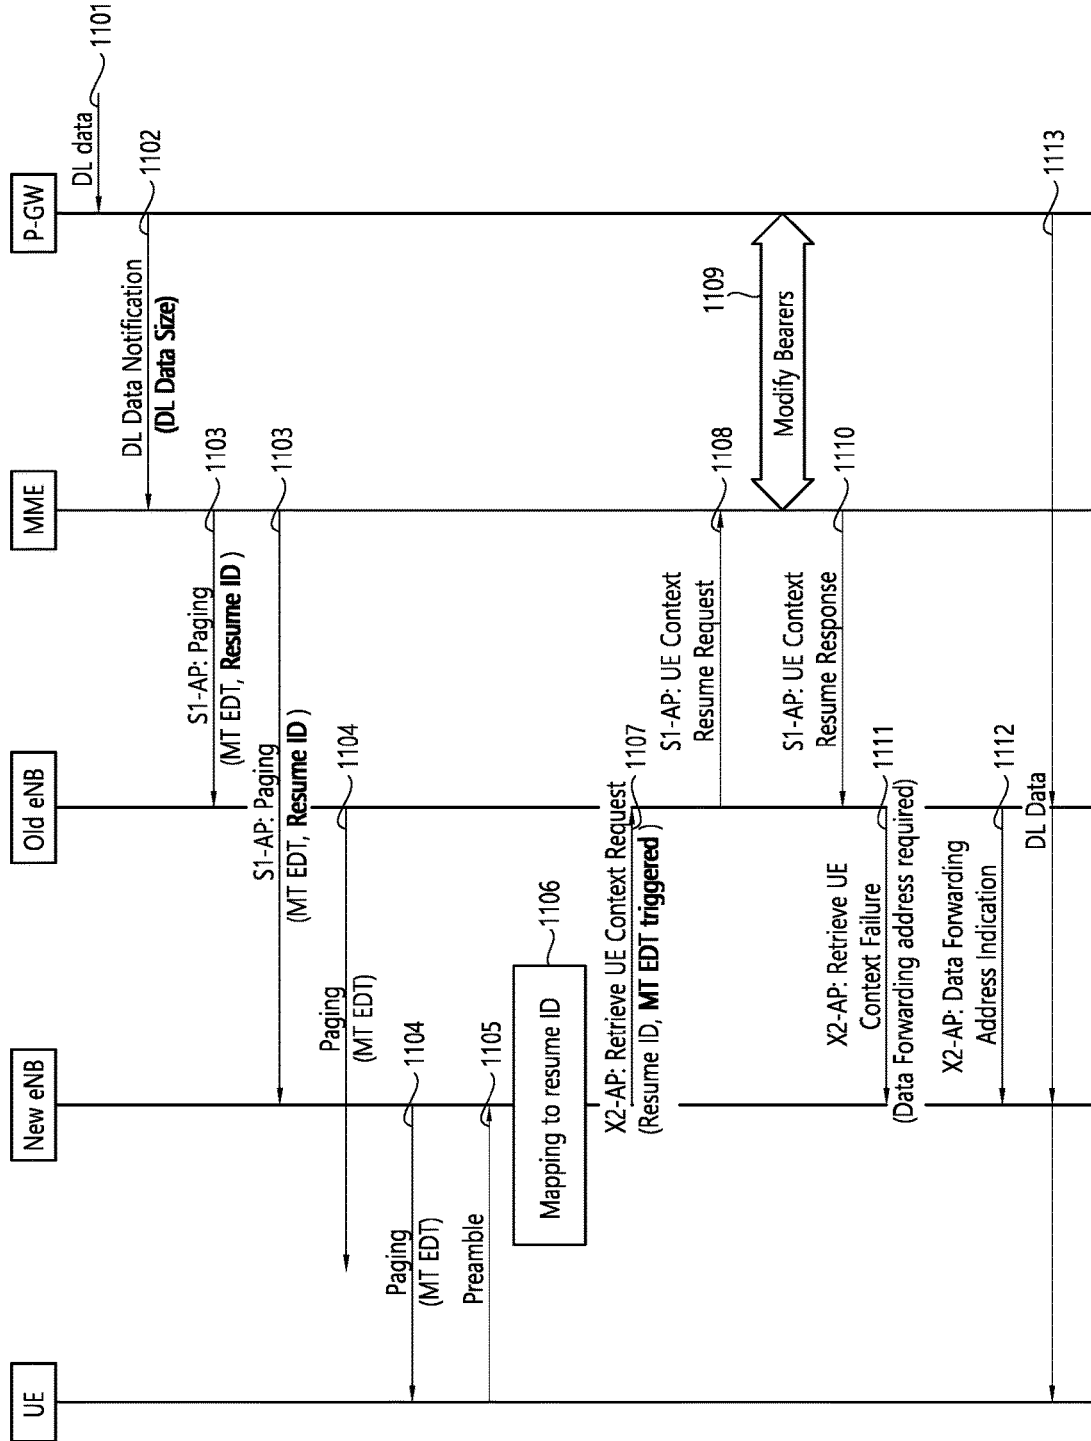 UE
New eNB
Old eNB
MME
P-GW
DL data
1101
DL Data Notification
(DL Data Size)
1102
S1-AP: Paging
(MT EDT, Resume ID )
1103
S1-AP: Paging
(MT EDT, Resume ID )
1103
Paging
(MT EDT)
1104
Paging
(MT EDT)
1104
Preamble
1105
Mapping to resume ID
1106
X2-AP: Retrieve UE Context Request
(Resume ID, MT EDT triggered )
1107
S1-AP: UE Context
Resume Request
1108
Modify Bearers
1109
S1-AP: UE Context
Resume Response
1110
X2-AP: Retrieve UE
Context Failure
(Data Forwarding address required)
1111
X2-AP: Data Forwarding
Address Indication
1112
DL Data
1113